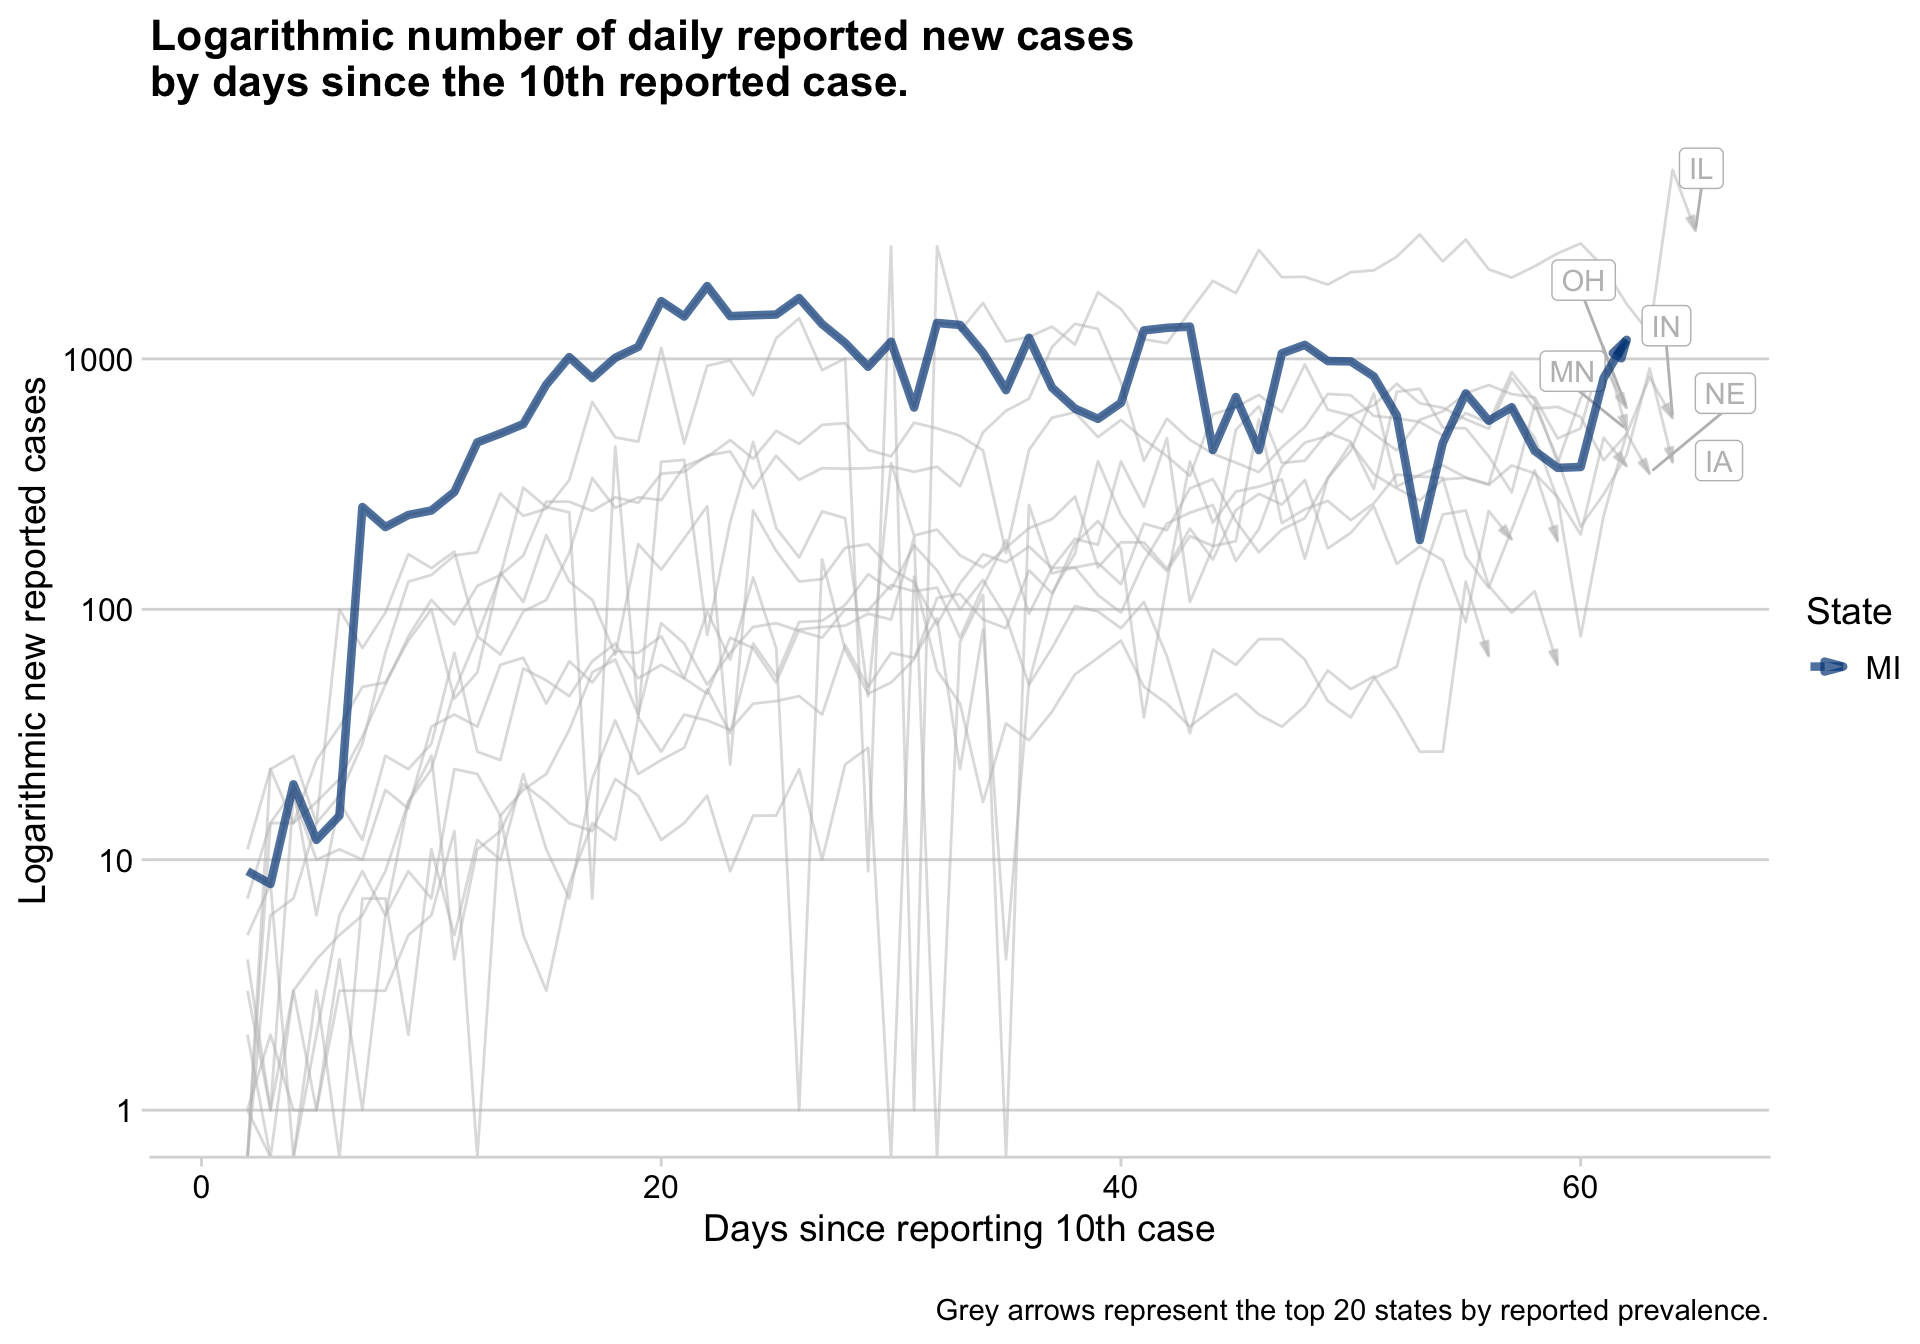 Logarithmic number of daily reported new cases
by days since the 10th reported case.
IL
OH
IN
MN
NE
IA
1000
100
10
1
Logarithmic new reported cases
0
20
40
60
Days since reporting 10th case
State
MI
Grey arrows represent the top 20 states by reported prevalence.